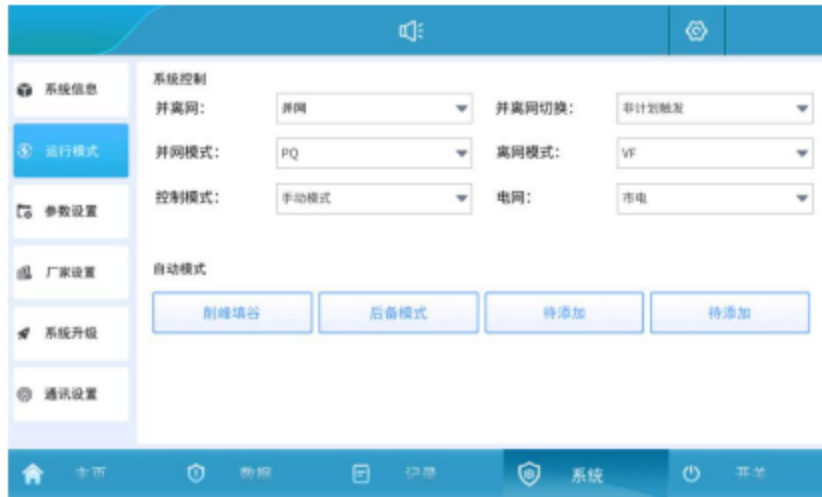 系统信息
运行模式
参数设置
厂家设置
系统升级
通讯设置
系统控制
并离网： 并网 并离网切换： 非计划触发
并网模式： PQ 离网模式： VF
控制模式： 手动模式 电网： 市电
自动模式
削峰填谷 后备模式 待添加 待添加
主页 数据 记录 系统 开关